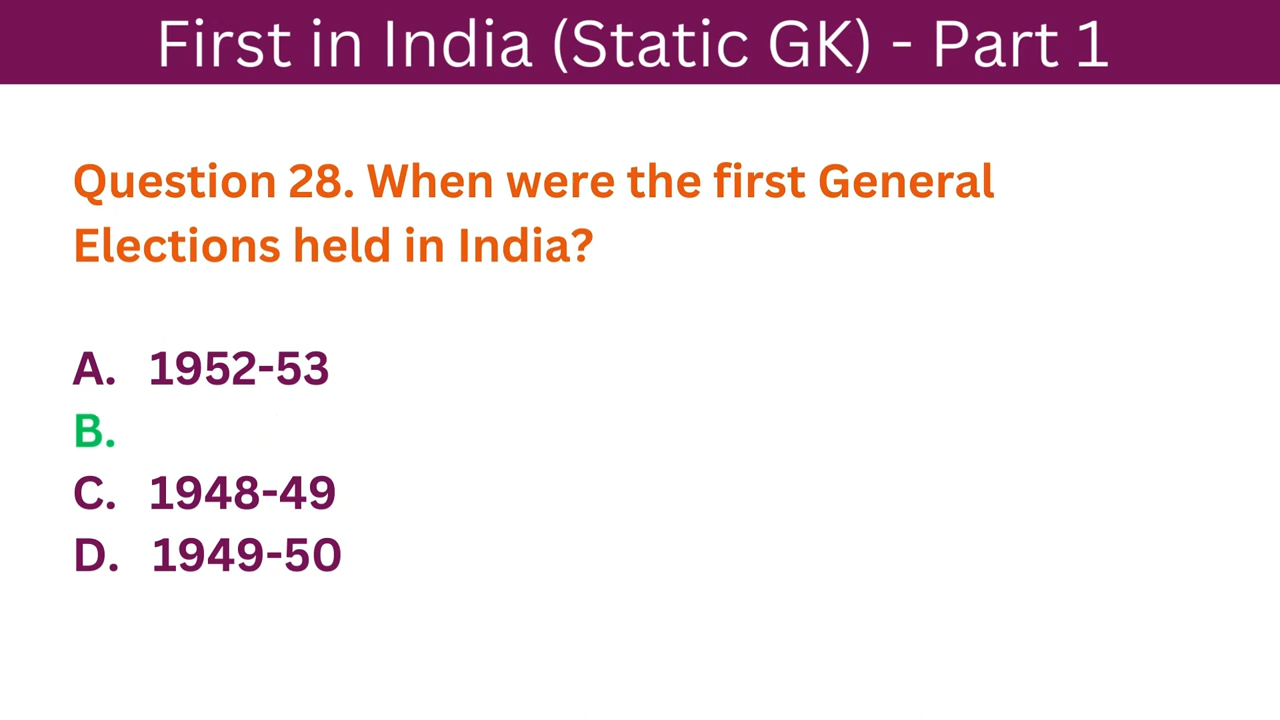 First in India (Static GK) - Part 1
Question 28. When were the first General
Elections held in India?
A. 1952-53
B.
C. 1948-49
D. 1949-50